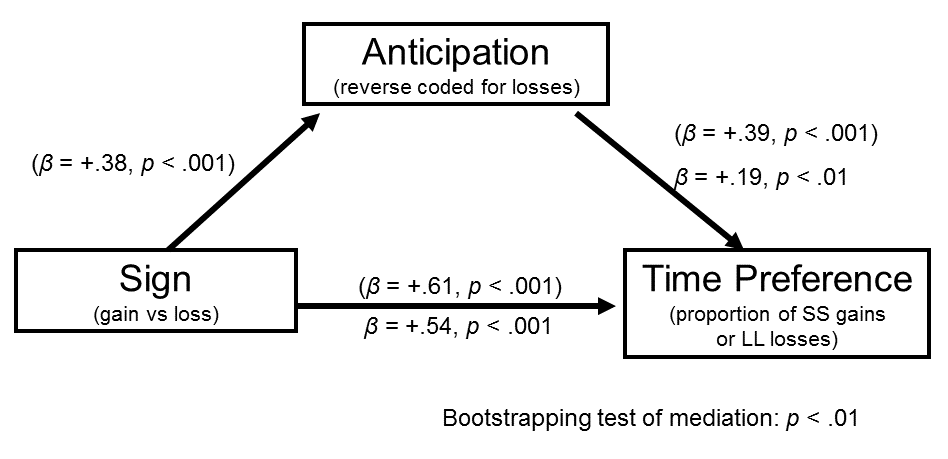 Anticipation
(reverse coded for losses)
(β = +.38, p < .001)
(β = +.39, p < .001)
β = +.19, p < .01
Sign
(gain vs loss)
(β = +.61, p < .001)
β = +.54, p < .001
Time Preference
(proportion of SS gains
or LL losses)
Bootstrapping test of mediation: p < .01